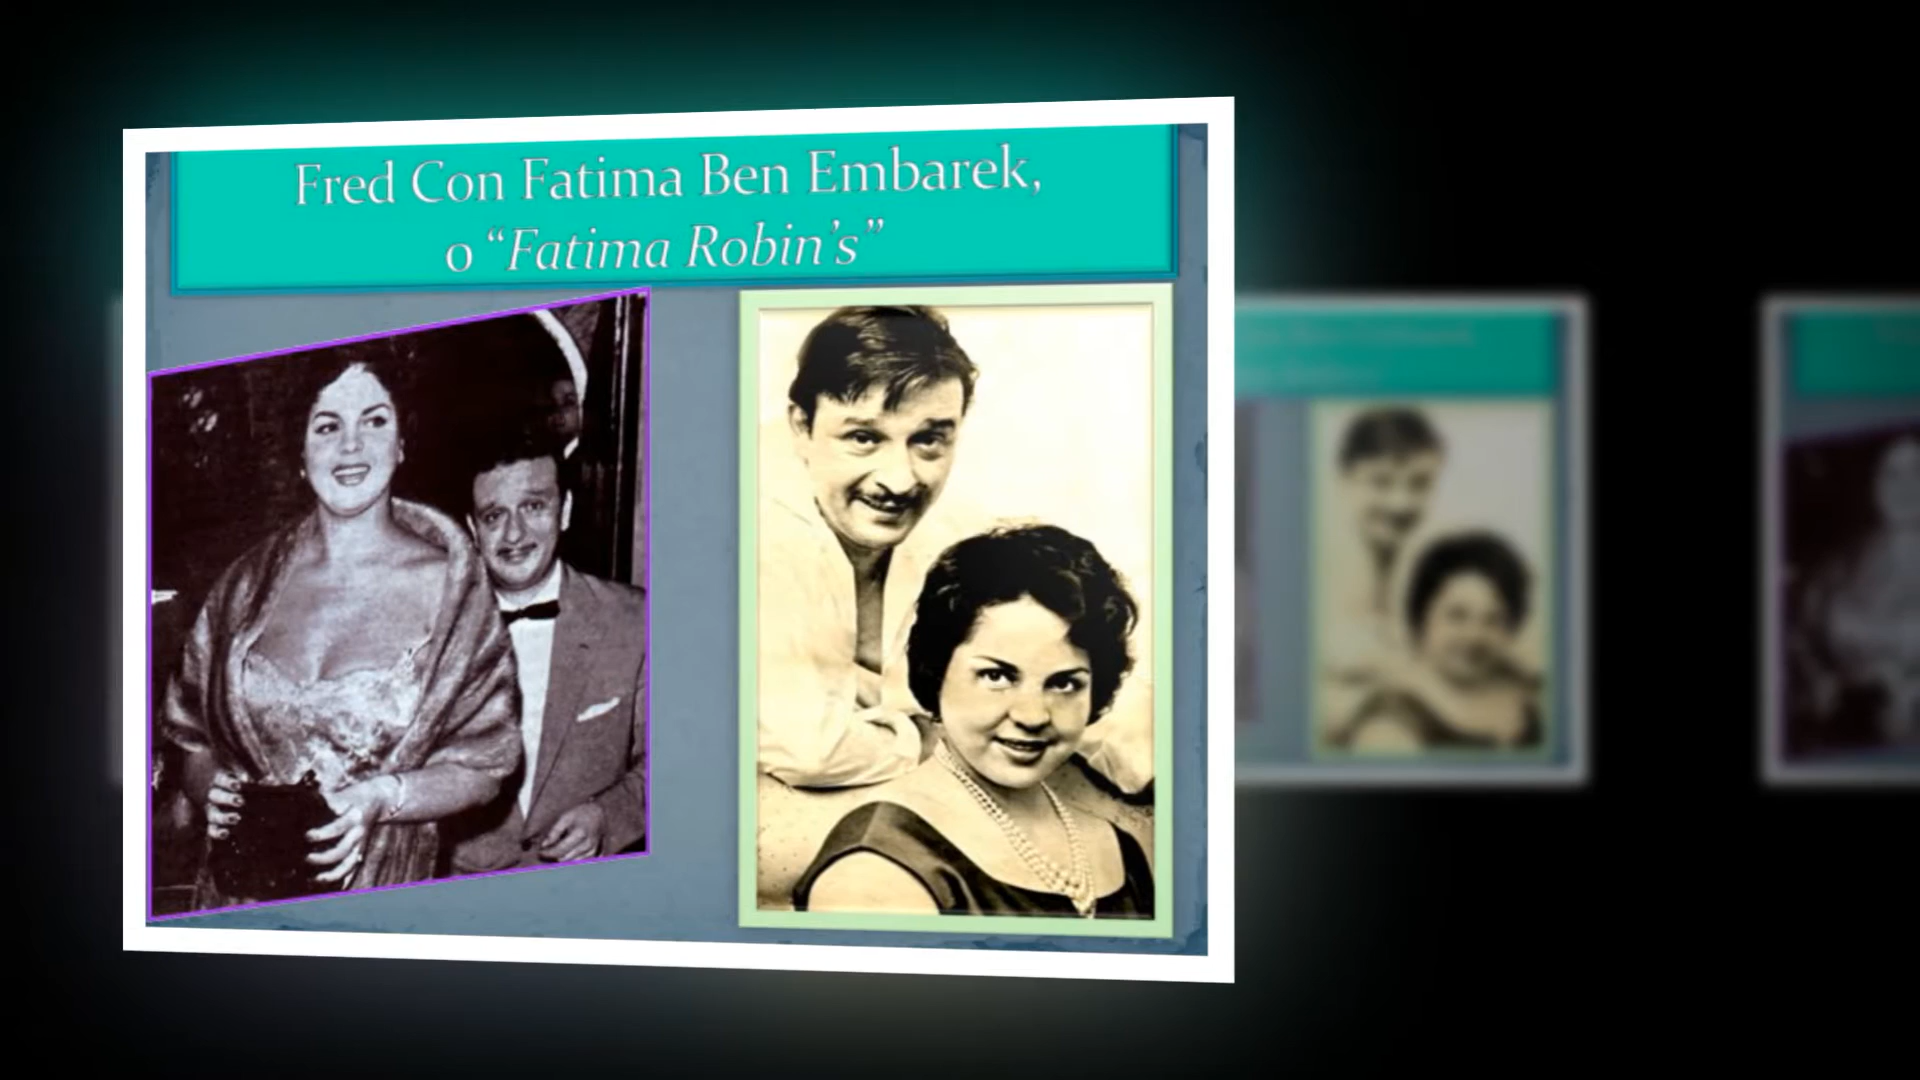 Fred Con Fatima Ben Embarek,
o “Fatima Robin’s”